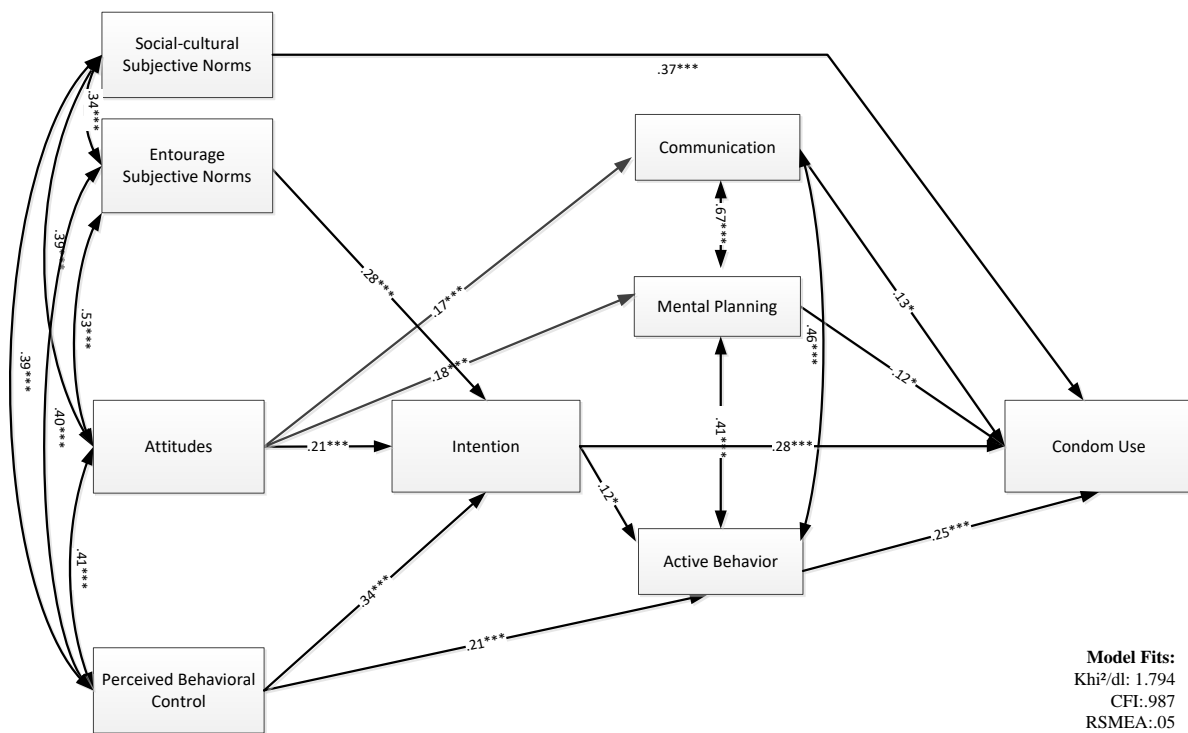 Social-cultural
Subjective Norms
.37***
.34***
Entourage
Subjective Norms
Communication
.67***
.39***
.28***
.17***
Mental Planning
.13*
.53***
.46***
.39***
.18***
.12*
.40***
Attitudes
.21***
Intention
.41***
.28***
Condom Use
.12*
.41***
Active Behavior
.25***
.34***
.21***
Perceived Behavioral
Control
Model Fits:
Khi²/dl: 1.794
CFI:.987
RSMEA:.05